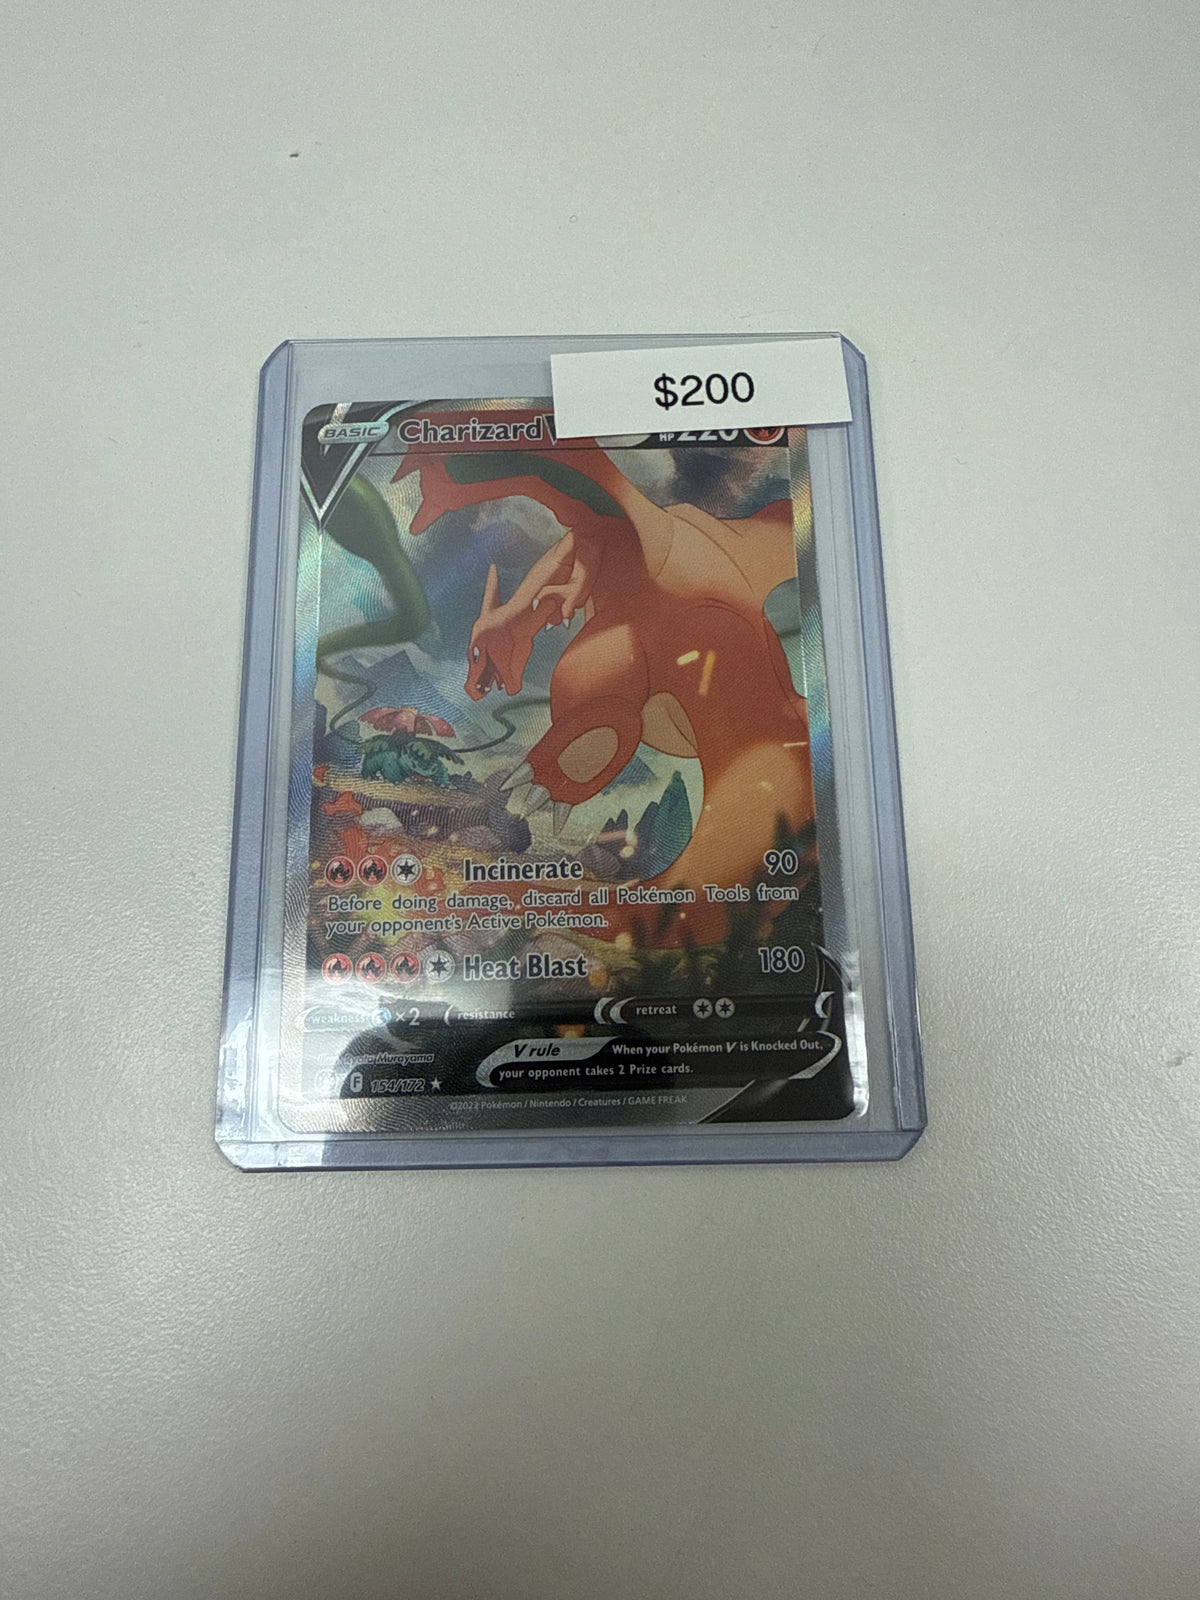 $200
BASIC Charizard
HP
Incinerate 90
Before doing damage, discard all Pokémon Tools from
your opponent's Active Pokémon.
Heat Blast 180
weakness ×2 resistance retreat
V rule When your Pokémon V is Knocked Out,
your opponent takes 2 Prize cards.
Murayama
F 154/172
©2022 Pokémon / Nintendo / Creatures / GAME FREAK